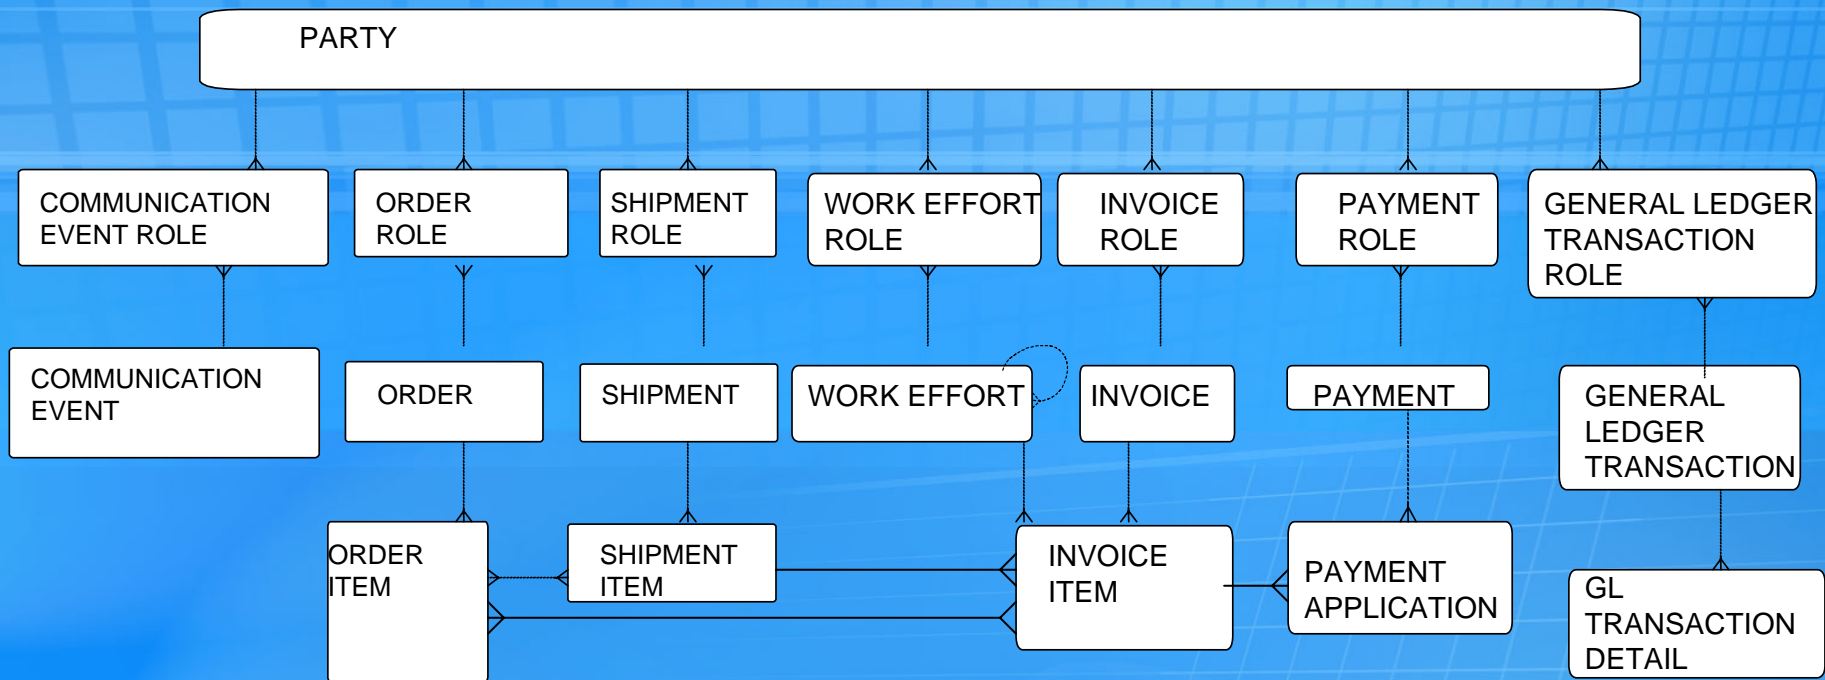 PARTY
COMMUNICATION
EVENT ROLE
ORDER
ROLE
SHIPMENT
ROLE
WORK EFFORT
ROLE
INVOICE
ROLE
PAYMENT
ROLE
GENERAL LEDGER
TRANSACTION
ROLE
COMMUNICATION
EVENT
ORDER
SHIPMENT
WORK EFFORT
INVOICE
PAYMENT
GENERAL
LEDGER
TRANSACTION
ORDER
ITEM
SHIPMENT
ITEM
INVOICE
ITEM
PAYMENT
APPLICATION
GL
TRANSACTION
DETAIL